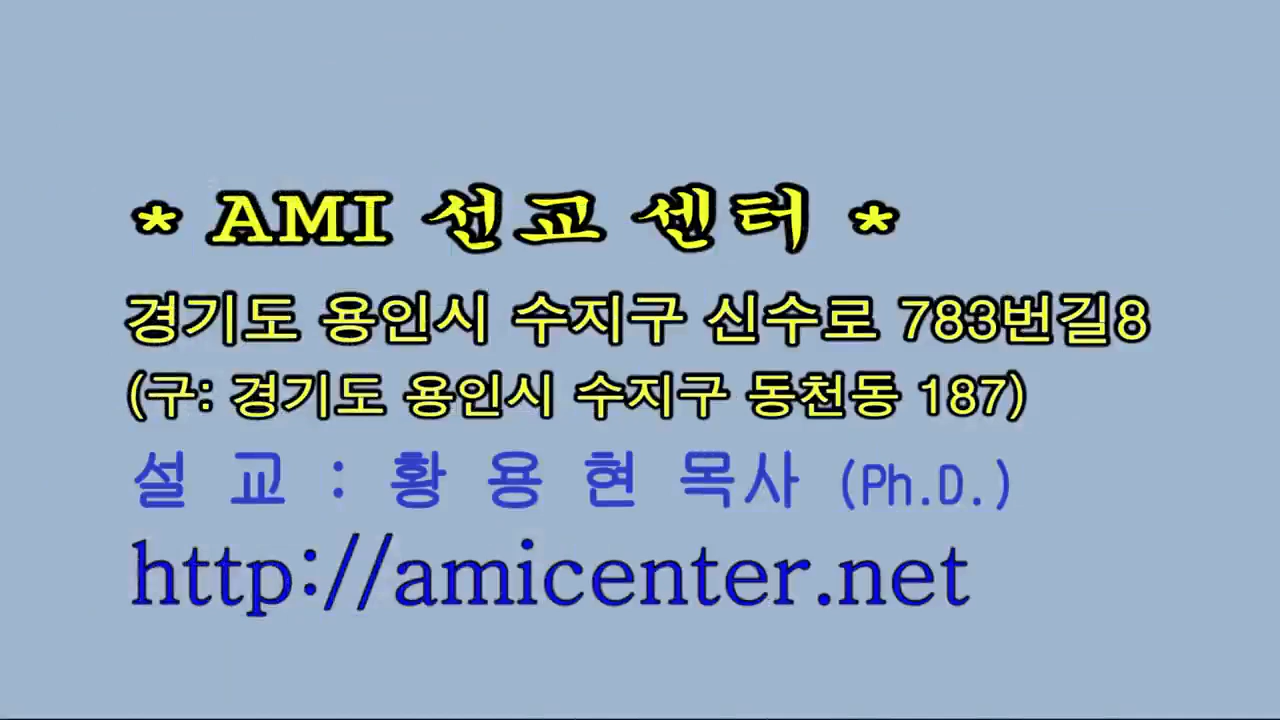 * AMI 선교 센터 *
경기도 용인시 수지구 신수로 783번길8
(구: 경기도 용인시 수지구 동천동 187)
설 교 : 황 용 현 목사 (Ph.D.)
http://amicenter.net